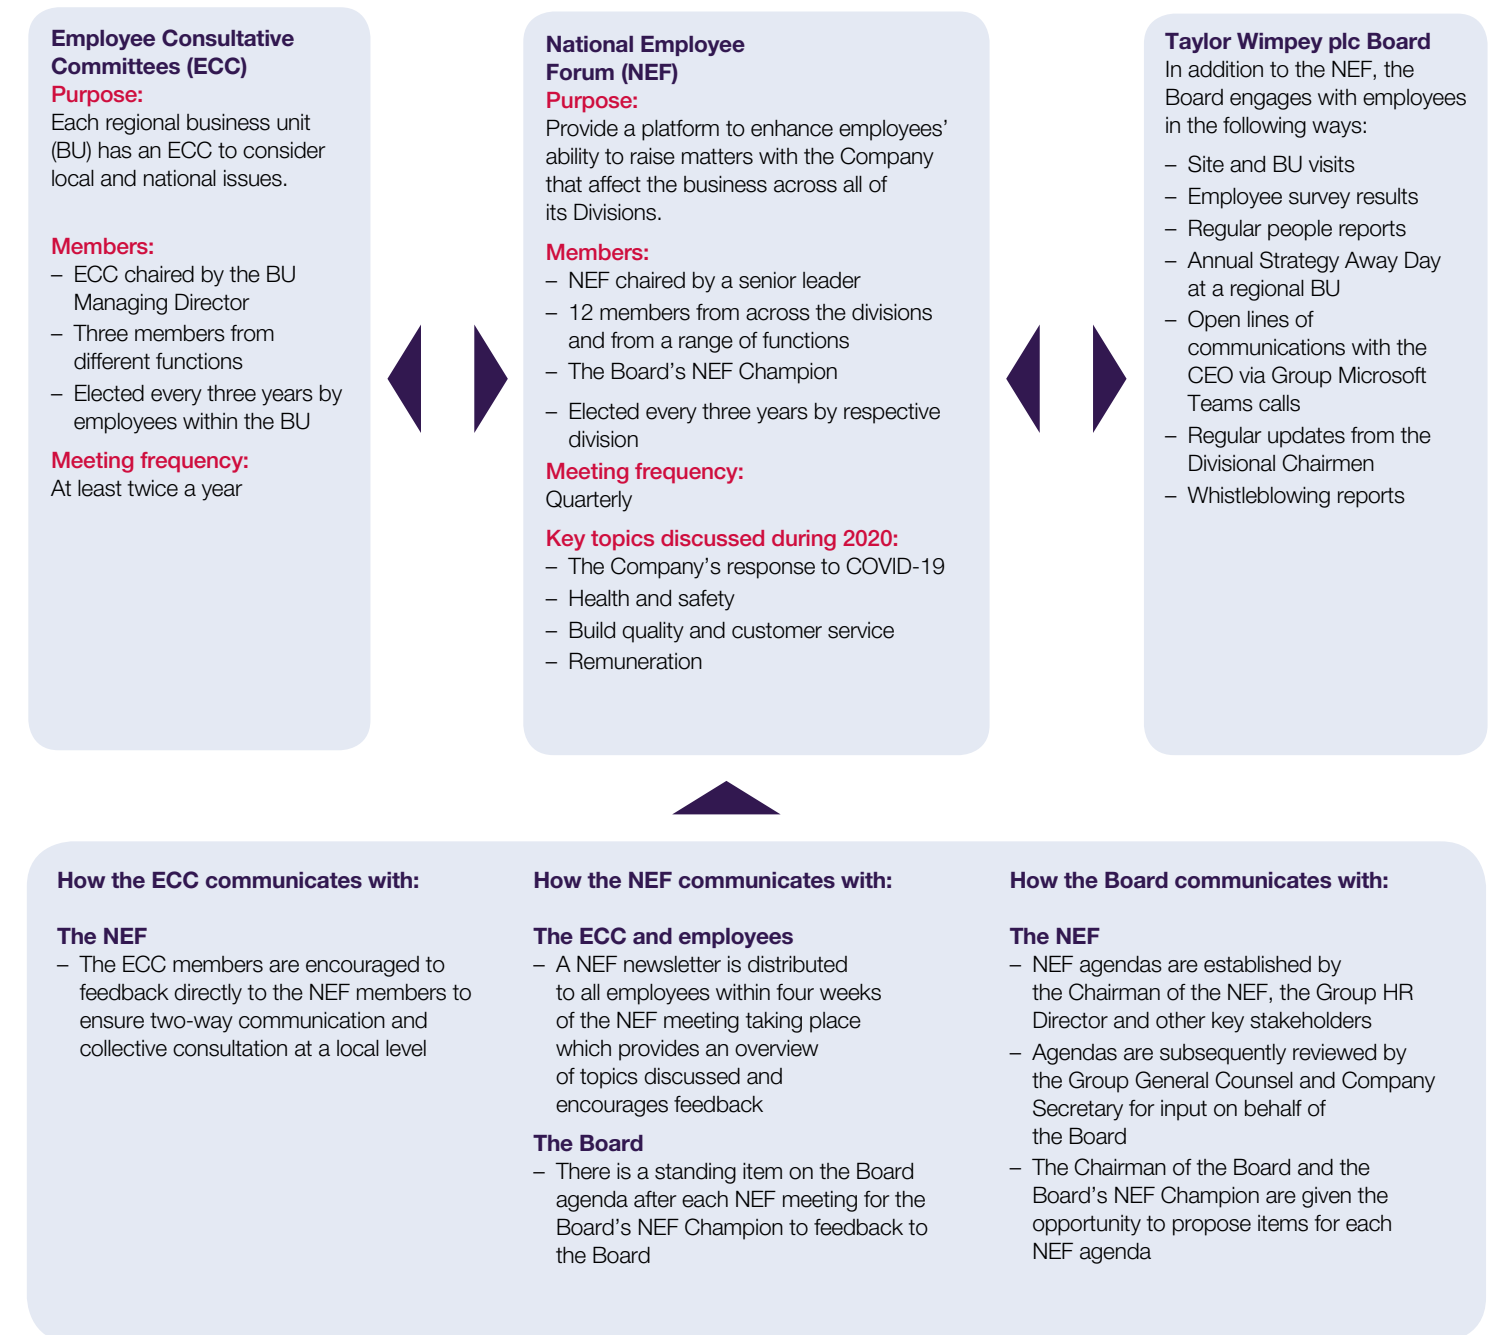 Employee Consultative
Committees (ECC)
Purpose:
Each regional business unit
(BU) has an ECC to consider
local and national issues.
Members:
– ECC chaired by the BU
Managing Director
– Three members from
different functions
– Elected every three years by
employees within the BU
Meeting frequency:
At least twice a year
National Employee
Forum (NEF)
Purpose:
Provide a platform to enhance employees’
ability to raise matters with the Company
that affect the business across all of
its Divisions.
Members:
– NEF chaired by a senior leader
– 12 members from across the divisions
and from a range of functions
– The Board’s NEF Champion
– Elected every three years by respective
division
Meeting frequency:
Quarterly
Key topics discussed during 2020:
– The Company’s response to COVID-19
– Health and safety
– Build quality and customer service
– Remuneration
Taylor Wimpey plc Board
In addition to the NEF, the
Board engages with employees
in the following ways:
– Site and BU visits
– Employee survey results
– Regular people reports
– Annual Strategy Away Day
at a regional BU
– Open lines of
communications with the
CEO via Group Microsoft
Teams calls
– Regular updates from the
Divisional Chairmen
– Whistleblowing reports
How the ECC communicates with:
The NEF
– The ECC members are encouraged to
feedback directly to the NEF members to
ensure two-way communication and
collective consultation at a local level
How the NEF communicates with:
The ECC and employees
– A NEF newsletter is distributed
to all employees within four weeks
of the NEF meeting taking place
which provides an overview
of topics discussed and
encourages feedback
The Board
– There is a standing item on the Board
agenda after each NEF meeting for the
Board’s NEF Champion to feedback to
the Board
How the Board communicates with:
The NEF
– NEF agendas are established by
the Chairman of the NEF, the Group HR
Director and other key stakeholders
– Agendas are subsequently reviewed by
the Group General Counsel and Company
Secretary for input on behalf of
the Board
– The Chairman of the Board and the
Board’s NEF Champion are given the
opportunity to propose items for each
NEF agenda